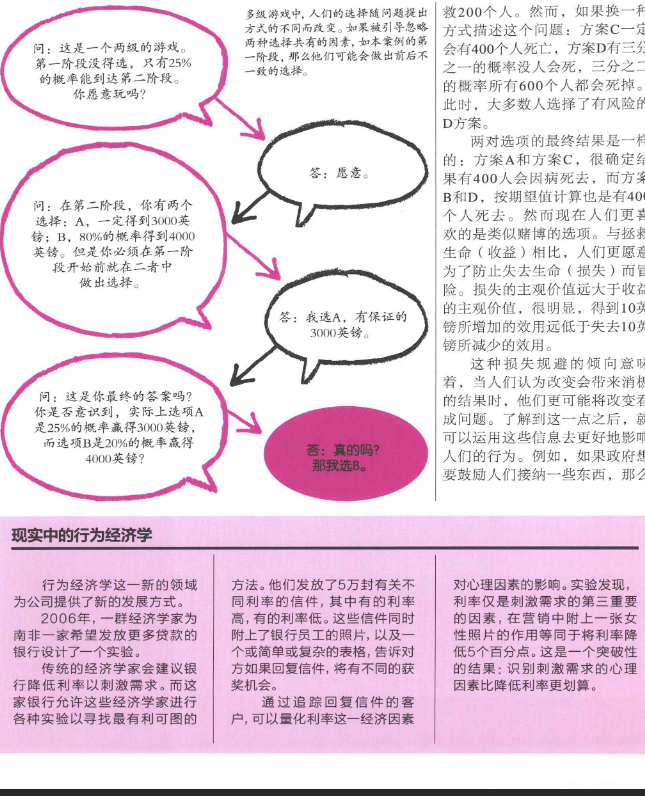 问：这是一个两级的游戏。
第一阶段没得选，只有25%
的概率能到达第二阶段。
你愿意玩吗？
答：愿意。
问：在第二阶段，你有两个
选择：A，一定得到3000英
镑；B，80%的概率得到4000
英镑。但是你必须在第一阶
段开始前就在二者中
做出选择。
答：我选A，有保证的
3000英镑。
问：这是你最终的答案吗？
你是否意识到，实际上选项A
是25%的概率赢得3000英镑，
而选项B是20%的概率赢得
4000英镑？
答：真的吗？
那我选B。
多级游戏中，人们的选择随问题提出
方式的不同而改变。如果被引导忽略
两种选择共有的因素，如本案例的第
一阶段，那么他们可能会做出前后不
一致的选择。
救200个人。然而，如果换一种
方式描述这个问题：方案C一定
会有400个人死亡，方案D有三分
之一的概率没人会死，三分之二
的概率所有600个人都会死掉。
此时，大多数人选择了有风险的
D方案。
两对选项的最终结果是一样
的：方案A和方案C，很确定结
果有400人会因病死去，而方案
B和D，按期望值计算也是有400
个人死去。然而现在人们更喜
欢的是类似赌博的选项。与拯救
生命（收益）相比，人们更愿意
为了防止失去生命（损失）而冒
险。损失的主观价值远大于收益
的主观价值，很明显，得到10英
镑所增加的效用远低于失去10英
镑所减少的效用。
这种损失规避的倾向意味
着，当人们认为改变会带来消极
的结果时，他们更可能将改变看
成问题。了解到这一点之后，就
可以运用这些信息去更好地影响
人们的行为。例如，如果政府想
要鼓励人们接纳一些东西，那么
现实中的行为经济学
行为经济学这一新的领域
为公司提供了新的发展方式。
2006年，一群经济学家为
南非一家希望发放更多贷款的
银行设计了一个实验。
传统的经济学家会建议银
行降低利率以刺激需求。而这
家银行允许这些经济学家进行
各种实验以寻找最有利可图的
方法。他们发放了5万封有关不
同利率的信件，其中有的利率
高，有的利率低。这些信件同时
附上了银行员工的照片，以及一
个或简单或复杂的表格，告诉对
方如果回复信件，将有不同的获
奖机会。
通过追踪回复信件的客
户，可以量化利率这一经济因素
对心理因素的影响。实验发现，
利率仅是刺激需求的第三重要
的因素，在营销中附上一张女
性照片的作用等同于将利率降
低5个百分点。这是一个突破性
的结果：识别刺激需求的心理
因素比降低利率更划算。